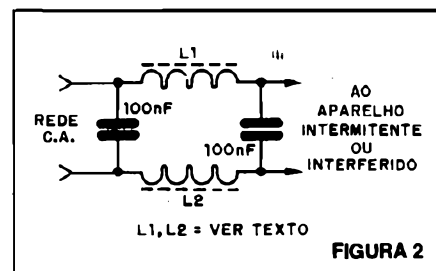 L1
100nF
REDE
C.A.
100nF
L2
AO
APARELHO
INTERMITENTE
OU
INTERFERIDO
L1,L2 = VER TEXTO
FIGURA 2